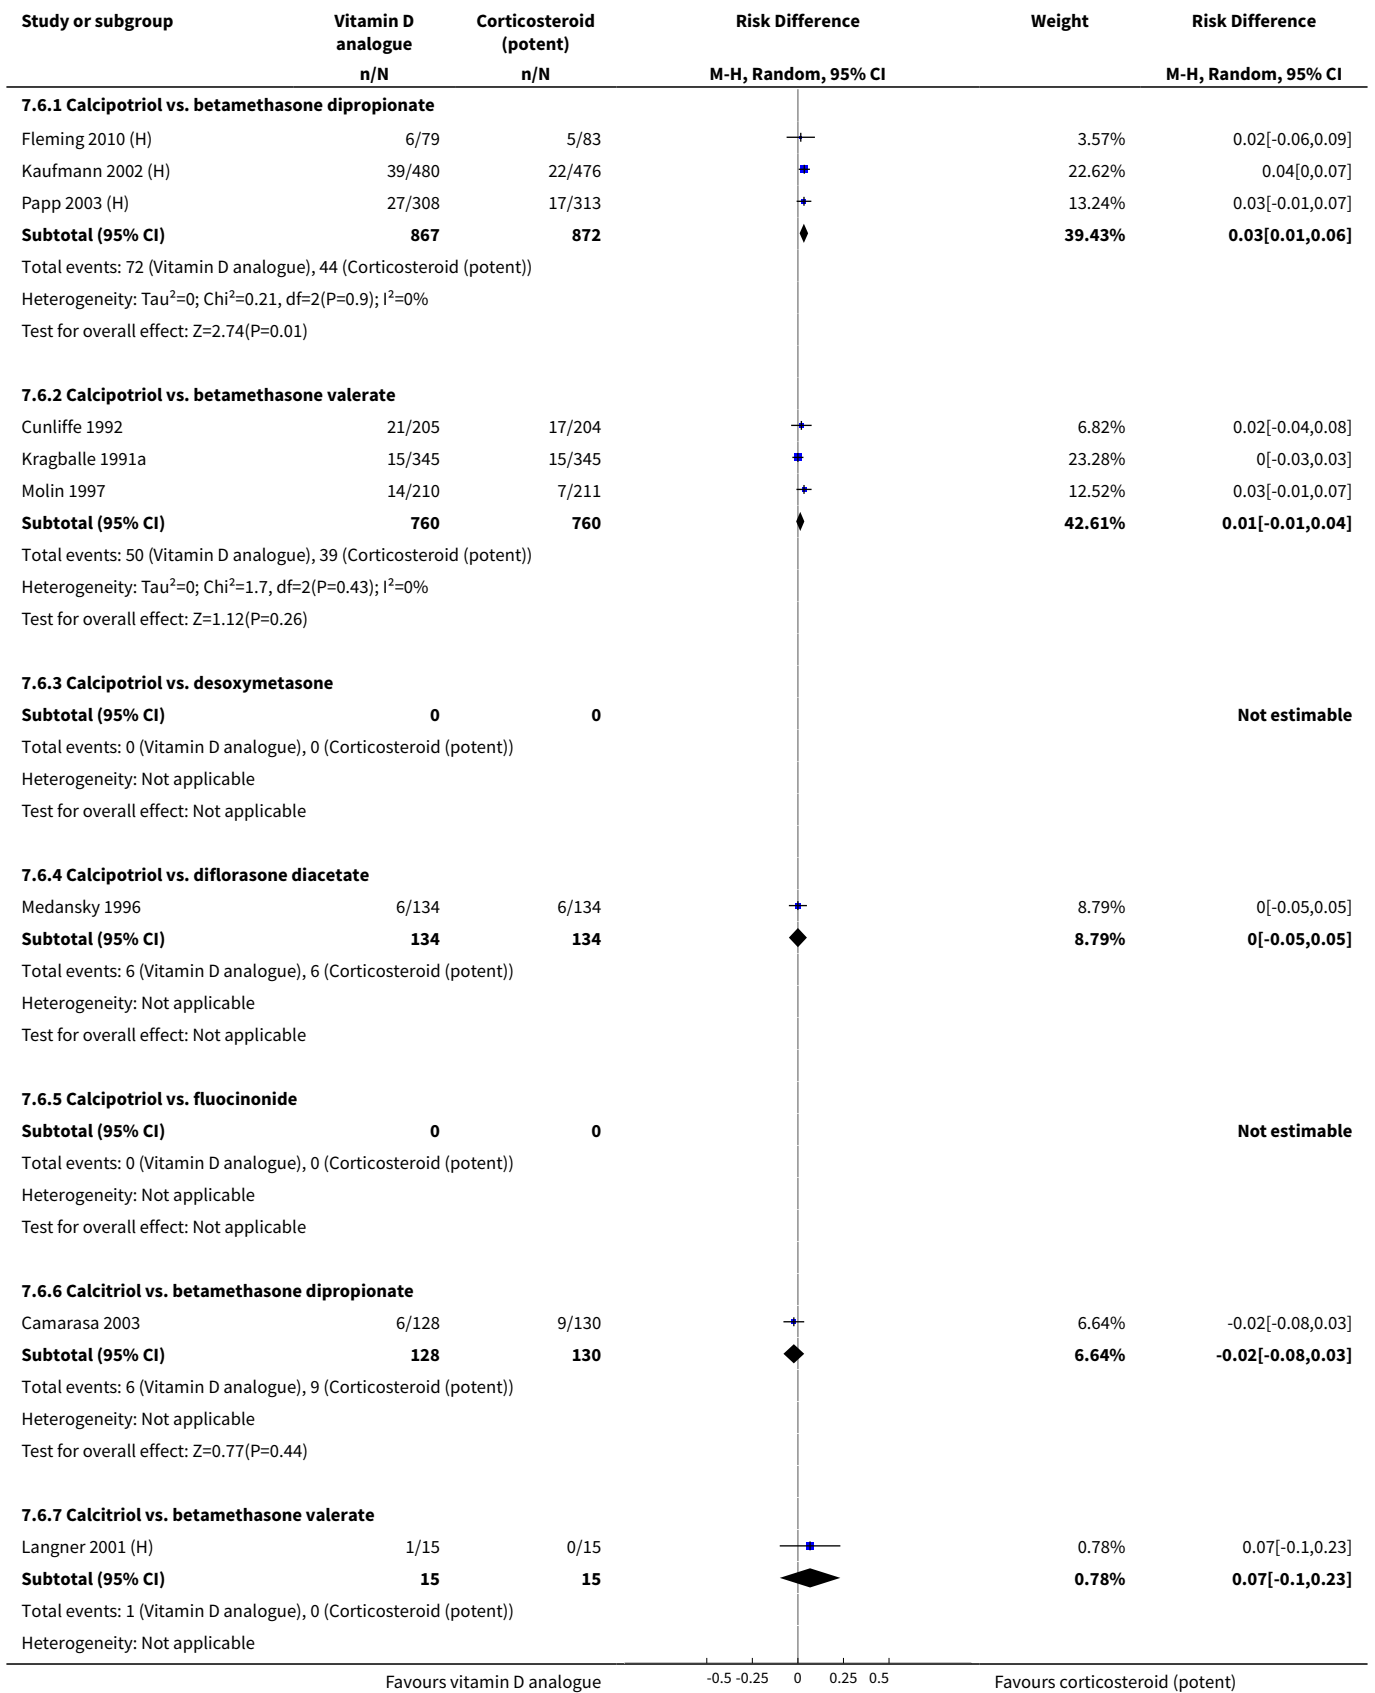 Study or subgroup Vitamin D analogue Corticosteroid (potent) Risk Difference Weight Risk Difference
n/N n/N M-H, Random, 95% CI M-H, Random, 95% CI
7.6.1 Calcipotriol vs. betamethasone dipropionate
Fleming 2010 (H) 6/79 5/83 3.57% 0.02[-0.06,0.09]
Kaufmann 2002 (H) 39/480 22/476 22.62% 0.04[0,0.07]
Papp 2003 (H) 27/308 17/313 13.24% 0.03[-0.01,0.07]
Subtotal (95% CI) 867 872 39.43% 0.03[0.01,0.06]
Total events: 72 (Vitamin D analogue), 44 (Corticosteroid (potent))
Heterogeneity: Tau²=0; Chi²=0.21, df=2(P=0.9); I²=0%
Test for overall effect: Z=2.74(P=0.01)
7.6.2 Calcipotriol vs. betamethasone valerate
Cunliffe 1992 21/205 17/204 6.82% 0.02[-0.04,0.08]
Kragballe 1991a 15/345 15/345 23.28% 0[-0.03,0.03]
Molin 1997 14/210 7/211 12.52% 0.03[-0.01,0.07]
Subtotal (95% CI) 760 760 42.61% 0.01[-0.01,0.04]
Total events: 50 (Vitamin D analogue), 39 (Corticosteroid (potent))
Heterogeneity: Tau²=0; Chi²=1.7, df=2(P=0.43); I²=0%
Test for overall effect: Z=1.12(P=0.26)
7.6.3 Calcipotriol vs. desoxymetasone
Subtotal (95% CI) 0 0 Not estimable
Total events: 0 (Vitamin D analogue), 0 (Corticosteroid (potent))
Heterogeneity: Not applicable
Test for overall effect: Not applicable
7.6.4 Calcipotriol vs. diflorasone diacetate
Medansky 1996 6/134 6/134 8.79% 0[-0.05,0.05]
Subtotal (95% CI) 134 134 8.79% 0[-0.05,0.05]
Total events: 6 (Vitamin D analogue), 6 (Corticosteroid (potent))
Heterogeneity: Not applicable
Test for overall effect: Not applicable
7.6.5 Calcipotriol vs. fluocinonide
Subtotal (95% CI) 0 0 Not estimable
Total events: 0 (Vitamin D analogue), 0 (Corticosteroid (potent))
Heterogeneity: Not applicable
Test for overall effect: Not applicable
7.6.6 Calcitriol vs. betamethasone dipropionate
Camarasa 2003 6/128 9/130 6.64% -0.02[-0.08,0.03]
Subtotal (95% CI) 128 130 6.64% -0.02[-0.08,0.03]
Total events: 6 (Vitamin D analogue), 9 (Corticosteroid (potent))
Heterogeneity: Not applicable
Test for overall effect: Z=0.77(P=0.44)
7.6.7 Calcitriol vs. betamethasone valerate
Langner 2001 (H) 1/15 0/15 0.78% 0.07[-0.1,0.23]
Subtotal (95% CI) 15 15 0.78% 0.07[-0.1,0.23]
Total events: 1 (Vitamin D analogue), 0 (Corticosteroid (potent))
Heterogeneity: Not applicable
Favours vitamin D analogue -0.5 -0.25 0 0.25 0.5 Favours corticosteroid (potent)